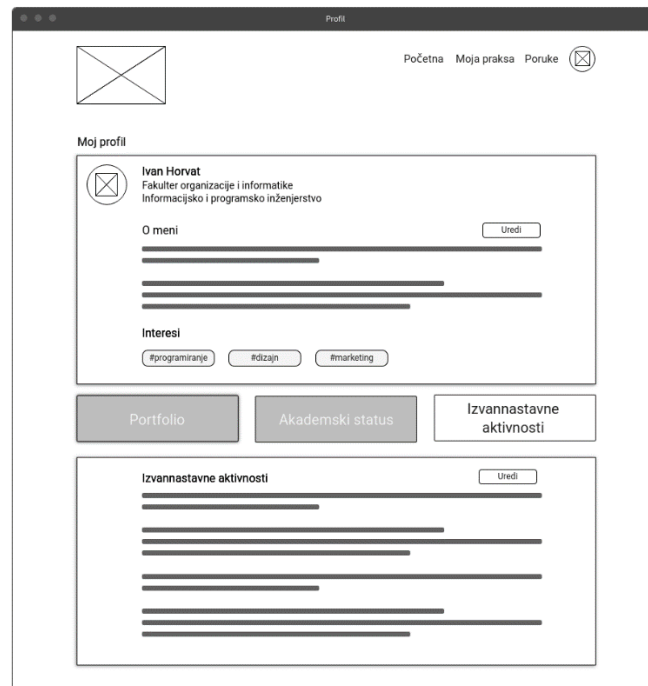 Profil
Početna Moja praksa Poruke
Moj profil
Ivan Horvat
Fakulter organizacije i informatike
Informacijsko i programsko inženjerstvo
O meni
Uredi
Interesi
#programiranje #dizajn #marketing
Portfolio
Akademski status
Izvannastavne
aktivnosti
Izvannastavne aktivnosti
Uredi